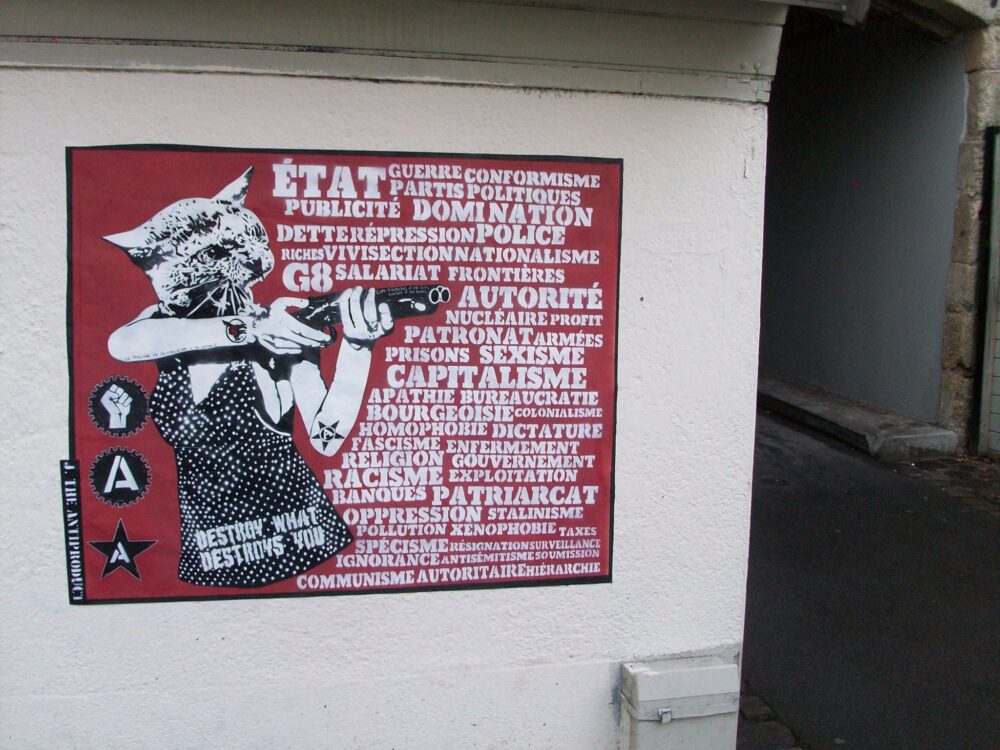 ÉTAT GUERRE CONFORMISME
PARTIS POLITIQUES
PUBLICITÉ DOMINATION
DETTE RÉPRESSION POLICE
RICHES VIVISECTION NATIONALISME
G8 SALARIAT FRONTIÈRES
AUTORITÉ
NUCLÉAIRE PROFIT
PATRONAT ARMÉES
PRISONS SEXISME
CAPITALISME
APATHIE BUREAUCRATIE
BOURGEOISIE COLONIALISME
HOMOPHOBIE DICTATURE
FASCISME ENFERMEMENT
RELIGION GOUVERNEMENT
RACISME EXPLOITATION
BANQUES PATRIARCAT
OPPRESSION STALINISME
POLLUTION XENOPHOBIE TAXES
SPÉCISME RÉSIGNATION SURVEILLANCE
IGNORANCE ANTISÉMITISME SOUMISSION
COMMUNISME AUTORITAIRE HIÉRARCHIE
DESTROY WHAT
DESTROYS YOU
A
A
THE ANTIPRODUCT